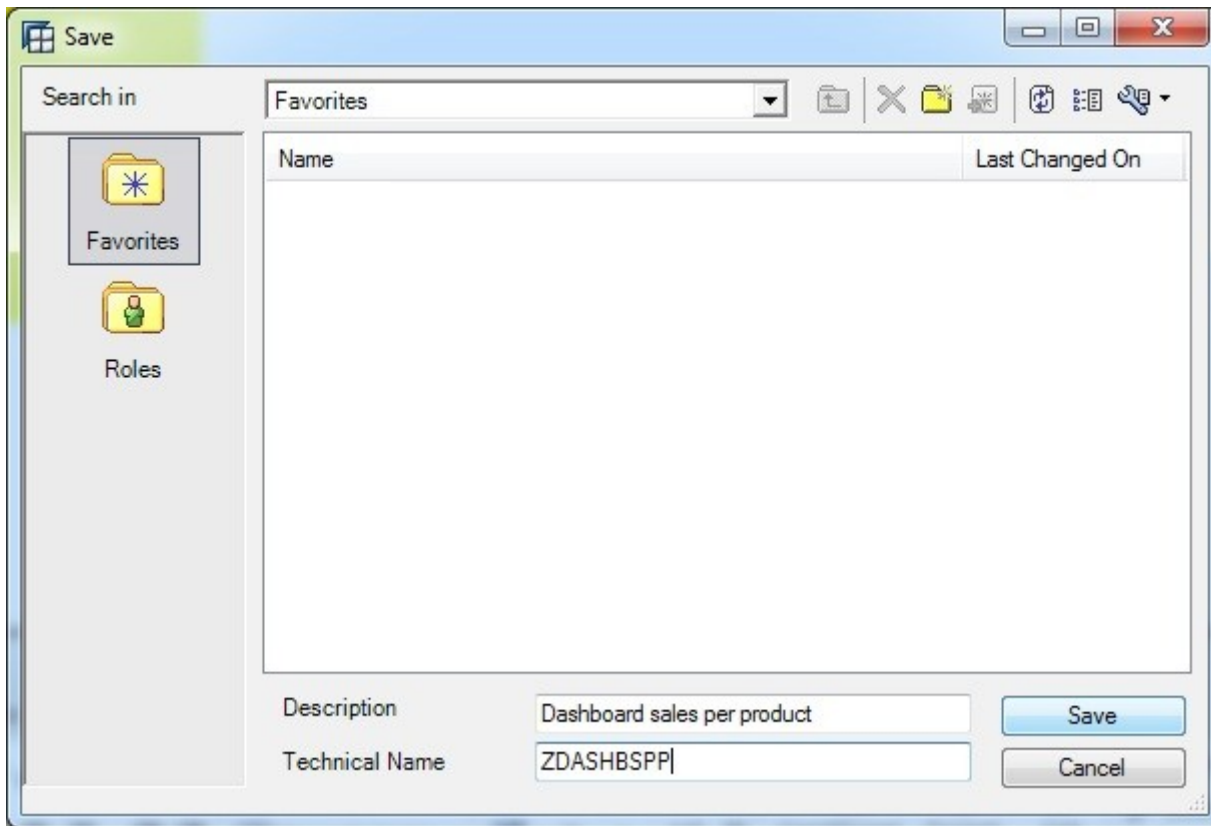 Save
Search in
Favorites
Name
Last Changed On
Favorites
Roles
Description
Dashboard sales per product
Save
Technical Name
ZDASHBSPP
Cancel